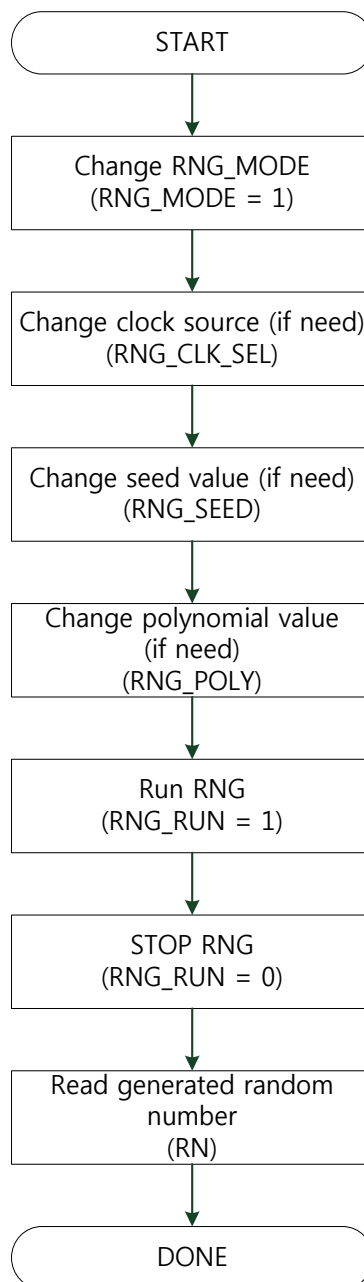 START
Change RNG_MODE
(RNG_MODE = 1)
Change clock source (if need)
(RNG_CLK_SEL)
Change seed value (if need)
(RNG_SEED)
Change polynomial value
(if need)
(RNG_POLY)
Run RNG
(RNG_RUN = 1)
STOP RNG
(RNG_RUN = 0)
Read generated random
number
(RN)
DONE